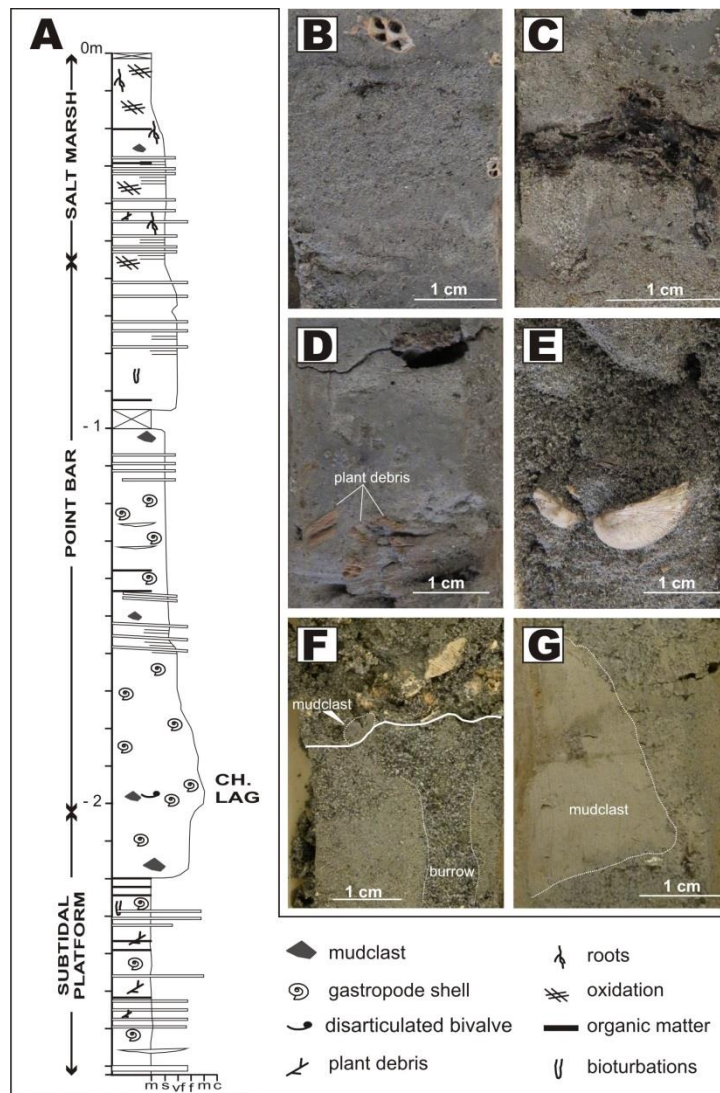 A
0m
SALT MARSH
POINT BAR
- 1
CH.
LAG
- 2
SUBTIDAL
PLATFORM
m s vf f m c
B
1 cm
C
1 cm
D
plant debris
1 cm
E
1 cm
F
mudclast
burrow
1 cm
G
mudclast
1 cm
mudclast
gastropode shell
disarticulated bivalve
plant debris
roots
oxidation
organic matter
bioturbations